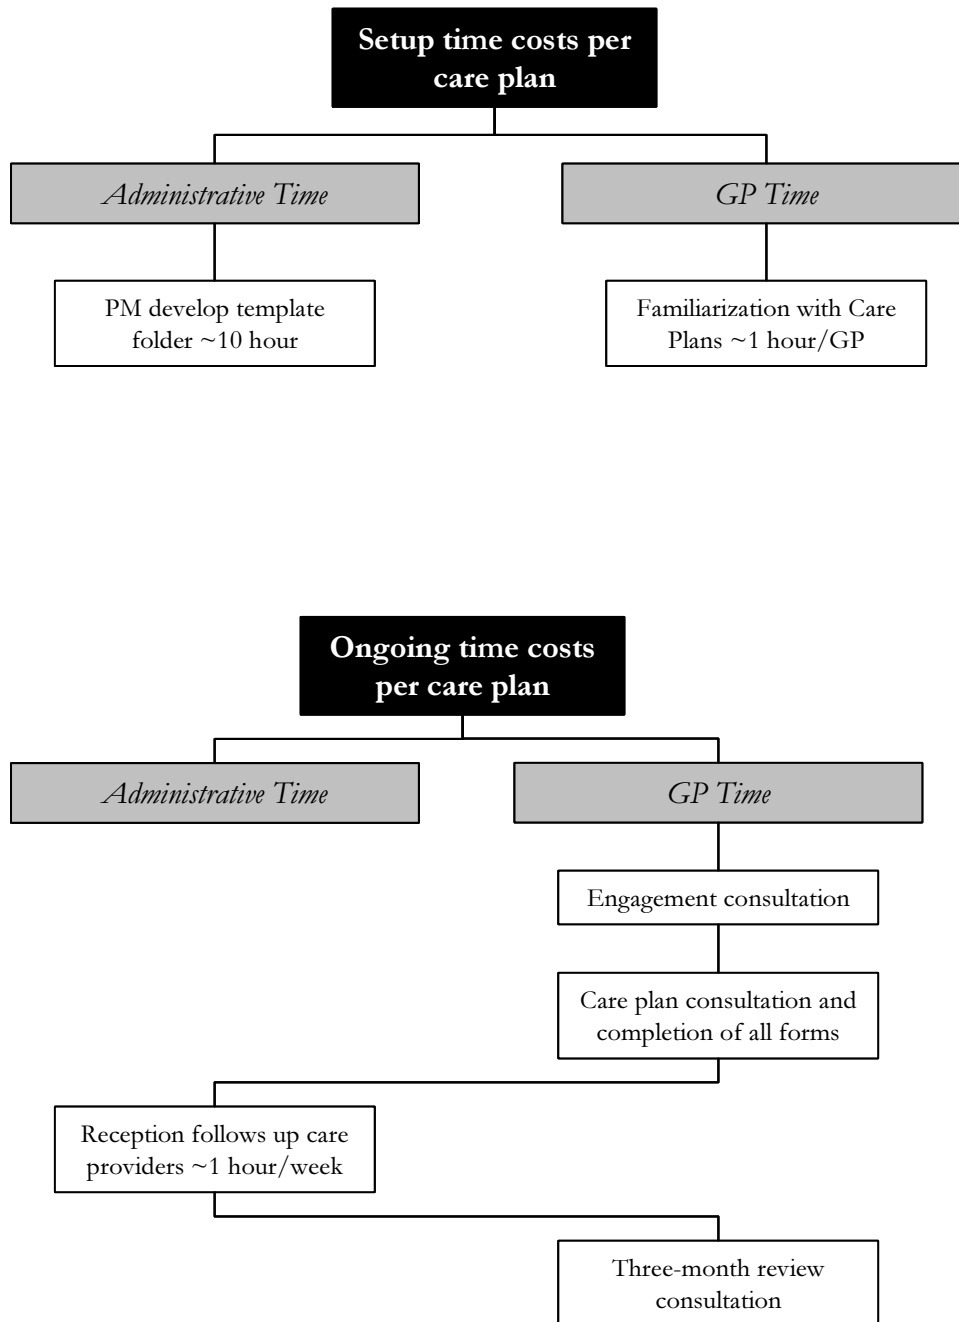 Setup time costs per
care plan
Administrative Time
GP Time
PM develop template
folder ~10 hour
Familiarization with Care
Plans ~1 hour/GP
Ongoing time costs
per care plan
Administrative Time
GP Time
Engagement consultation
Care plan consultation and
completion of all forms
Reception follows up care
providers ~1 hour/week
Three-month review
consultation